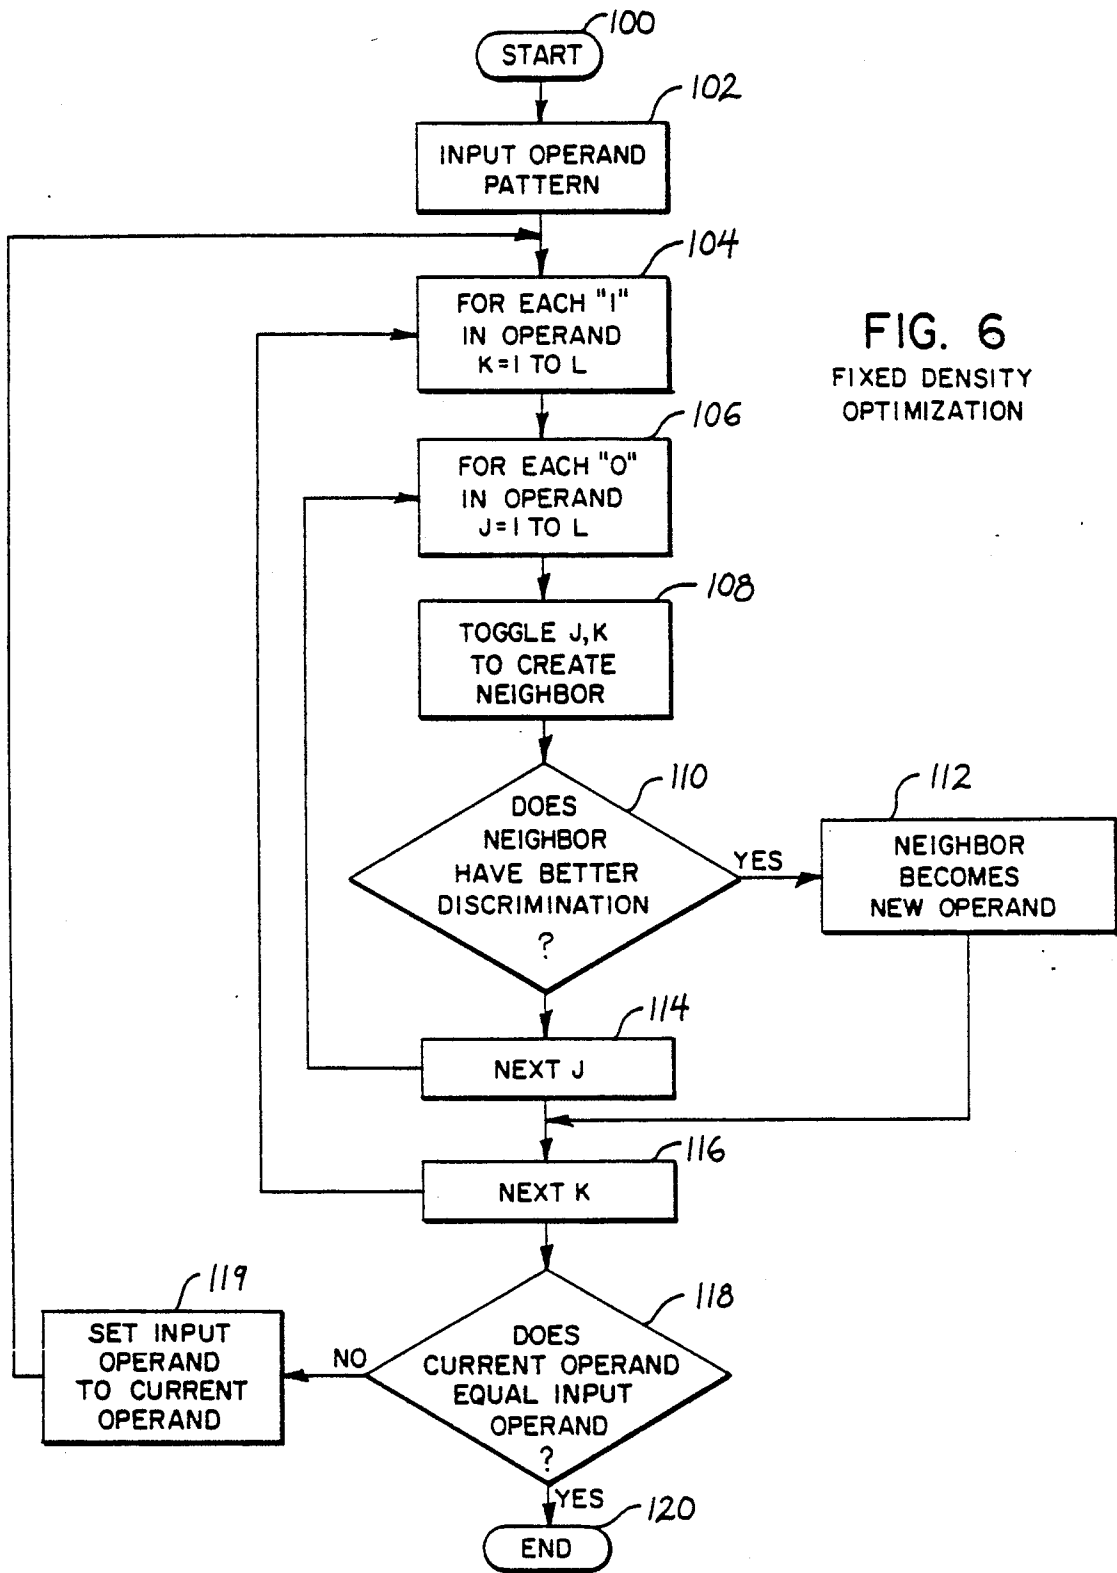 100
START
102
INPUT OPERAND
PATTERN
104
FOR EACH "1"
IN OPERAND
K=1 TO L
FIG. 6
FIXED DENSITY
OPTIMIZATION
106
FOR EACH "0"
IN OPERAND
J=1 TO L
108
TOGGLE J,K
TO CREATE
NEIGHBOR
110
DOES
NEIGHBOR
HAVE BETTER
DISCRIMINATION
?
YES
112
NEIGHBOR
BECOMES
NEW OPERAND
114
NEXT J
116
NEXT K
118
DOES
CURRENT OPERAND
EQUAL INPUT
OPERAND
?
NO
119
SET INPUT
OPERAND
TO CURRENT
OPERAND
YES
120
END